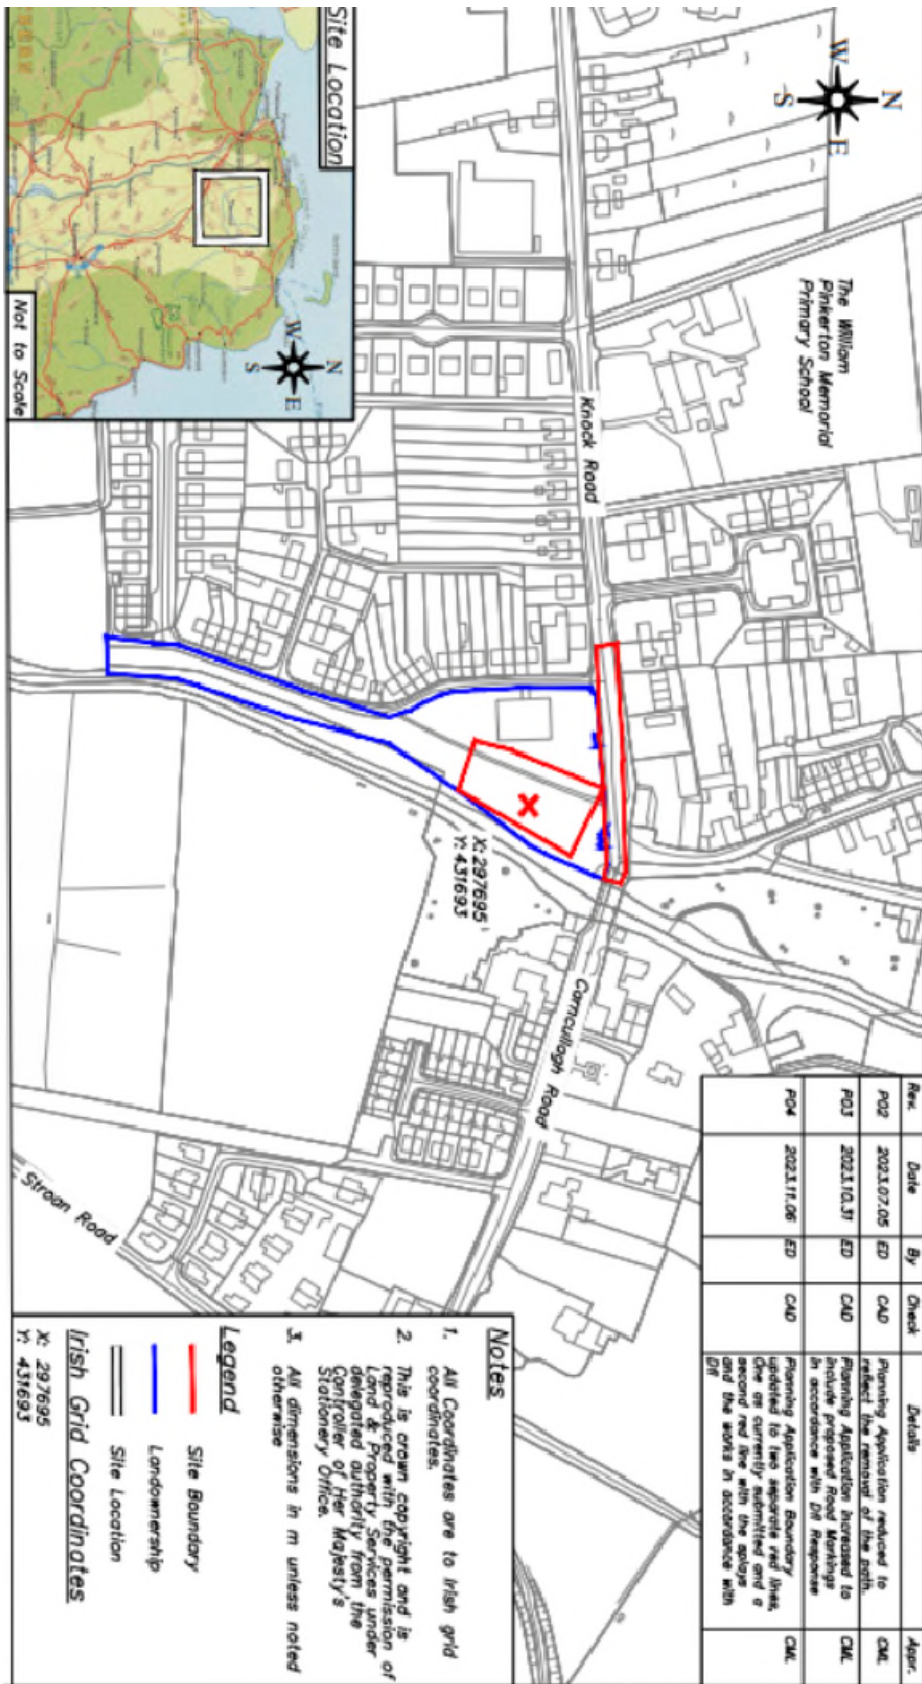 Site Location
Not to Scale
N
W
E
S
N
W
E
S
The William
Pinkerton Memorial
Primary School
Knock Road
X: 297695
Y: 431693
Carncullagh Road
Stroan Road
Rev. Date By Check Details Appr.
P02 2023.07.05 ED CAD Planning Application reduced to
reflect the removal of the path. CML
P03 2023.10.31 ED CAD Planning Application increased to
include proposed Road Markings
in accordance with DfI Response CML
P04 2023.11.06 ED CAD Planning Application Boundary
updated to two separate red lines,
One as currently submitted and a
second red line with the splays
and the works in accordance with
DfI CML
Notes
1. All Coordinates are to Irish grid
coordinates.
2. This is crown copyright and is
reproduced with the permission of
Land & Property Services under
delegated authority from the
Controller of Her Majesty's
Stationery Office.
3. All dimensions in m unless noted
otherwise
Legend
Site Boundary
Landownership
Site Location
Irish Grid Coordinates
X: 297695
Y: 431693